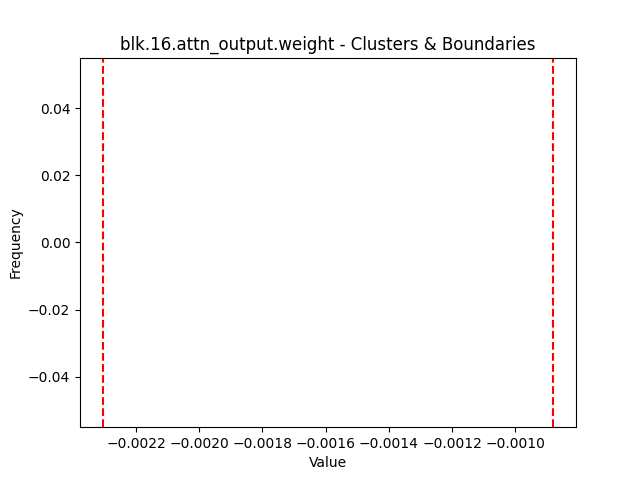 blk.16.attn_output.weight - Clusters & Boundaries
0.04
0.02
0.00
−0.02
−0.04
Frequency
−0.0022 −0.0020 −0.0018 −0.0016 −0.0014 −0.0012 −0.0010
Value